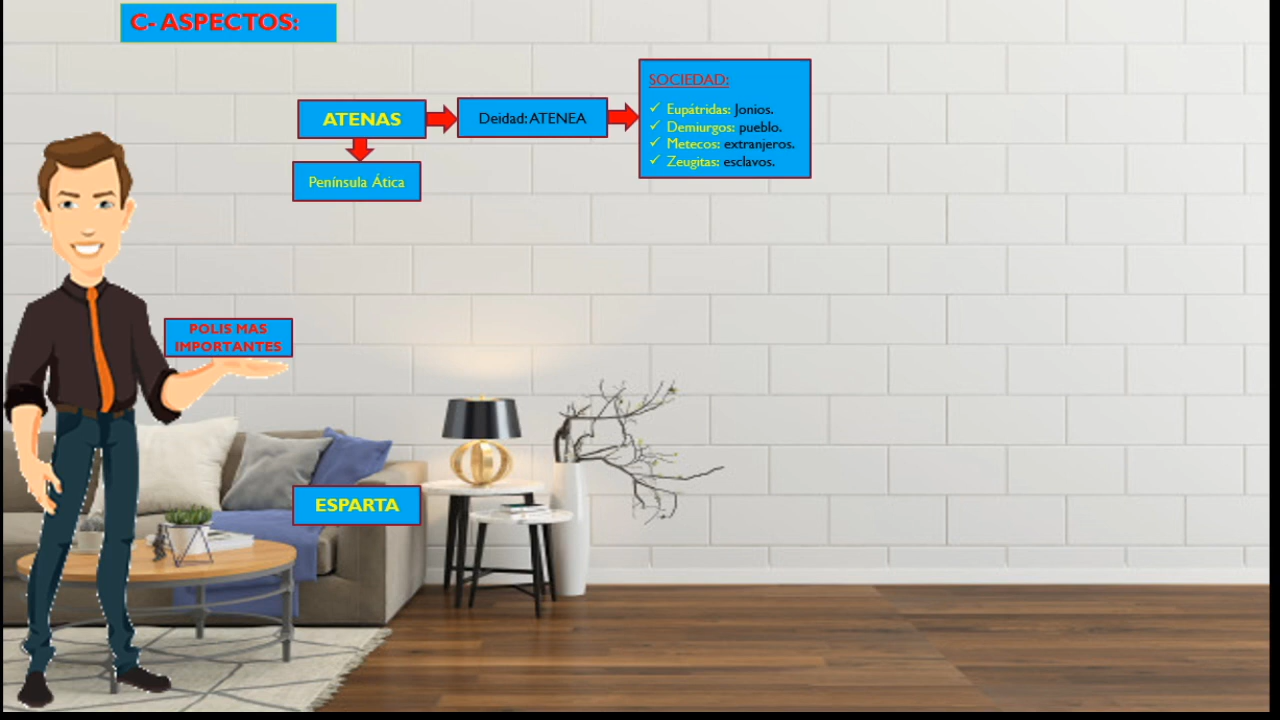 C- ASPECTOS:
ATENAS
Deidad: ATENEA
SOCIEDAD:
✓ Eupátridas: Jonios.
✓ Demiurgos: pueblo.
✓ Metecos: extranjeros.
✓ Zeugitas: esclavos.
Península Ática
POLIS MAS
IMPORTANTES
ESPARTA